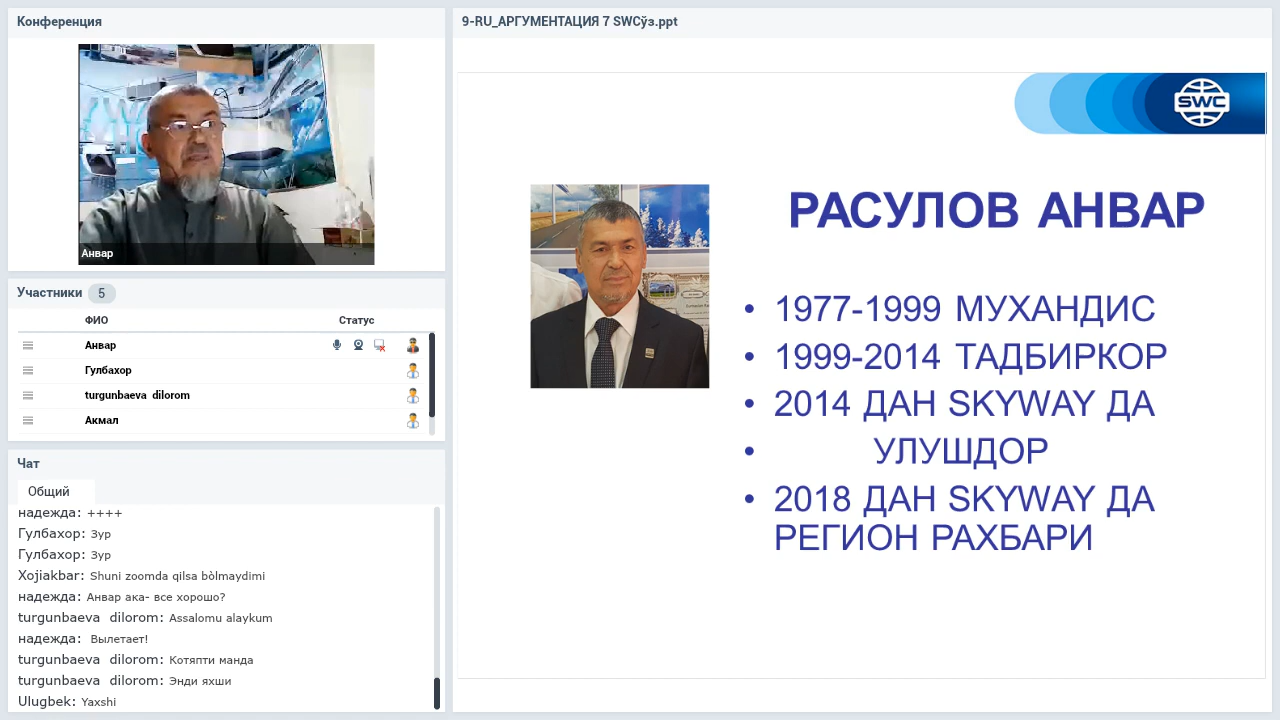 Конференция
Анвар
Участники 5
ФИО Статус
Анвар
Гулбахор
turgunbaeva dilorom
Акмал
Чат
Общий
надежда: ++++
Гулбахор: Зур
Гулбахор: Зур
Xojiakbar: Shuni zoomda qilsa bòlmaydimi
надежда: Анвар ака- все хорошо?
turgunbaeva dilorom: Assalomu alaykum
надежда: Вылетает!
turgunbaeva dilorom: Котяпти манда
turgunbaeva dilorom: Энди яхши
Ulugbek: Yaxshi
9-RU_АРГУМЕНТАЦИЯ 7 SWCўз.ppt
SWC
РАСУЛОВ АНВАР
• 1977-1999 МУХАНДИС
• 1999-2014 ТАДБИРКОР
• 2014 ДАН SKYWAY ДА
• УЛУШДОР
• 2018 ДАН SKYWAY ДА
РЕГИОН РАХБАРИ